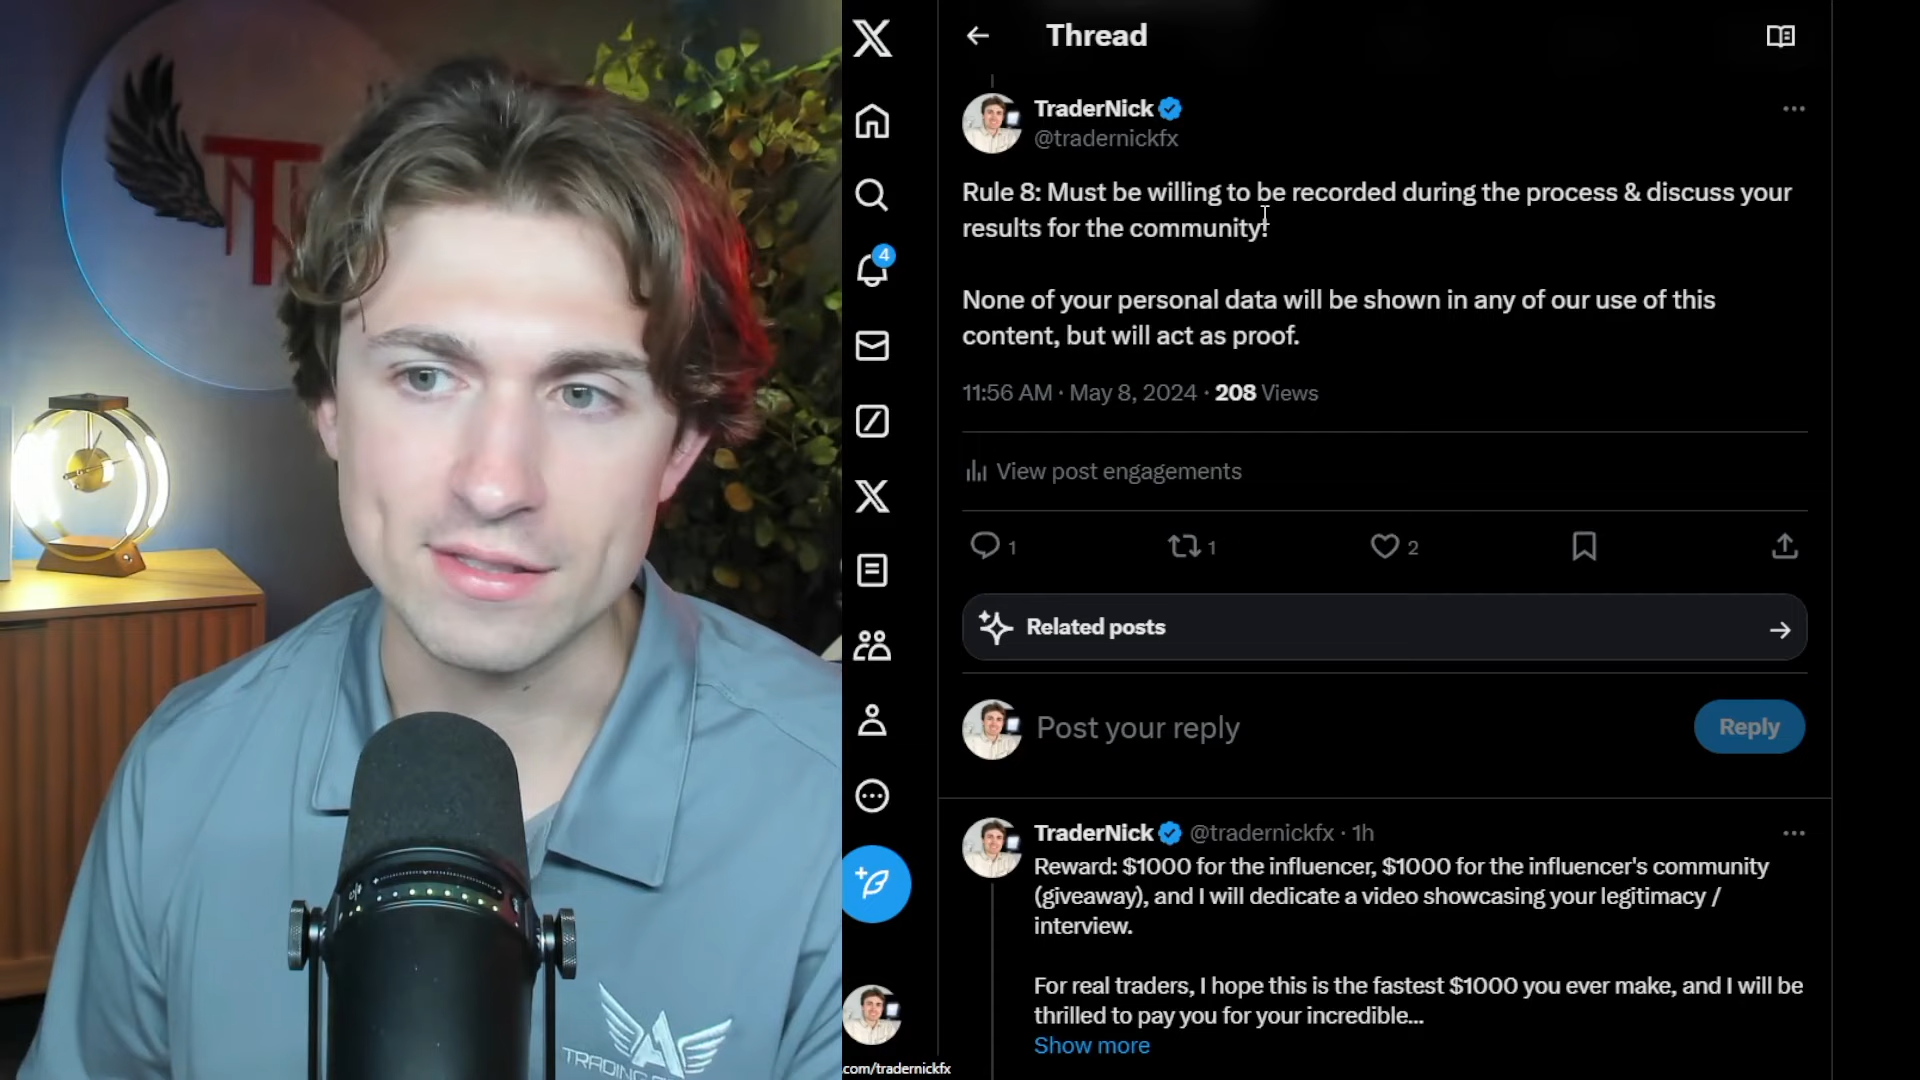 Thread
TraderNick
@tradernickfx
Rule 8: Must be willing to be recorded during the process & discuss your
results for the community!
None of your personal data will be shown in any of our use of this
content, but will act as proof.
11:56 AM · May 8, 2024 · 208 Views
View post engagements
1 1 2
Related posts
Post your reply
Reply
TraderNick @tradernickfx · 1h
Reward: $1000 for the influencer, $1000 for the influencer's community
(giveaway), and I will dedicate a video showcasing your legitimacy /
interview.
For real traders, I hope this is the fastest $1000 you ever make, and I will be
thrilled to pay you for your incredible...
Show more
4
.com/tradernickfx